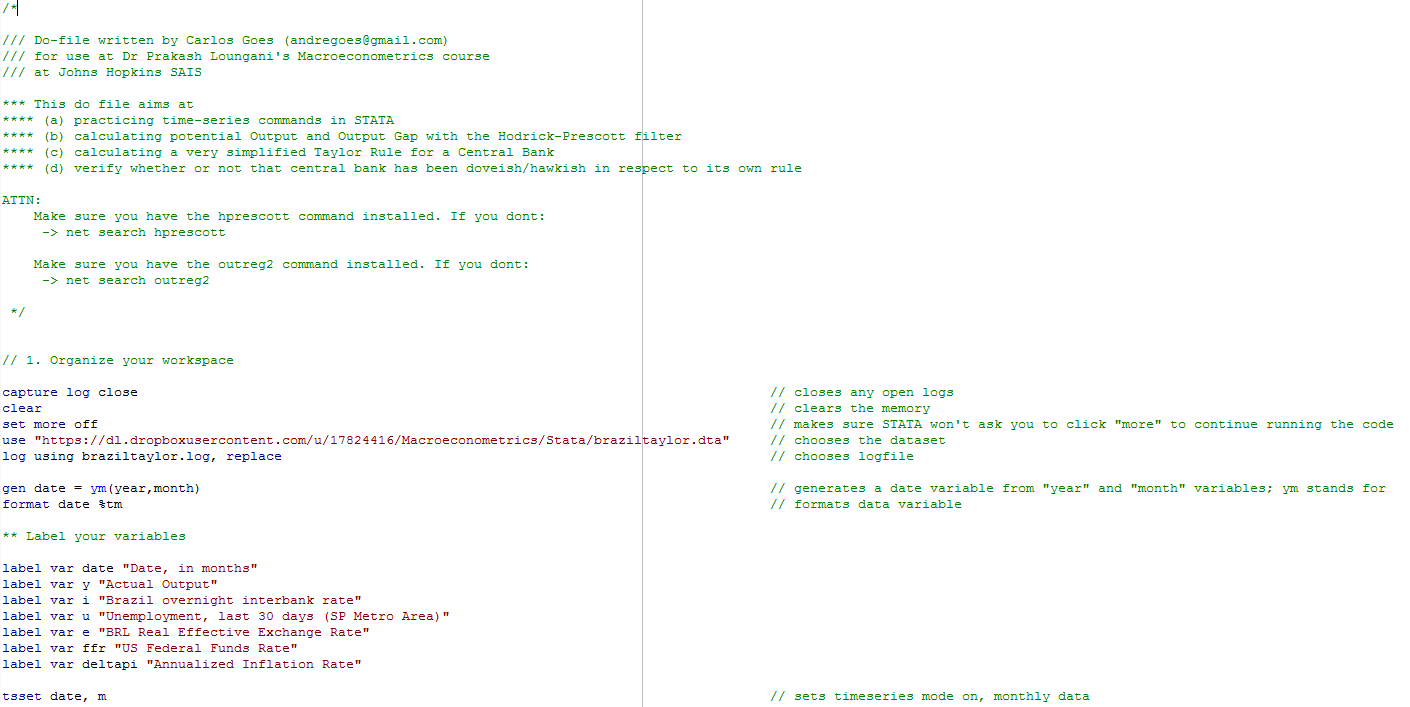 /*
/// Do-file written by Carlos Goes (andregoes@gmail.com)
/// for use at Dr Prakash Loungani's Macroeconometrics course
/// at Johns Hopkins SAIS
*** This do file aims at
**** (a) practicing time-series commands in STATA
**** (b) calculating potential Output and Output Gap with the Hodrick-Prescott filter
**** (c) calculating a very simplified Taylor Rule for a Central Bank
**** (d) verify whether or not that central bank has been doveish/hawkish in respect to its own rule
ATTN:
Make sure you have the hprescott command installed. If you dont:
-> net search hprescott
Make sure you have the outreg2 command installed. If you dont:
-> net search outreg2
*/
// 1. Organize your workspace
capture log close // closes any open logs
clear // clears the memory
set more off // makes sure STATA won't ask you to click "more" to continue running the code
use "https://dl.dropboxusercontent.com/u/17824416/Macroeconometrics/Stata/braziltaylor.dta" // chooses the dataset
log using braziltaylor.log, replace // chooses logfile
gen date = ym(year,month) // generates a date variable from "year" and "month" variables; ym stands for
format date %tm // formats data variable
** Label your variables
label var date "Date, in months"
label var y "Actual Output"
label var i "Brazil overnight interbank rate"
label var u "Unemployment, last 30 days (SP Metro Area)"
label var e "BRL Real Effective Exchange Rate"
label var ffr "US Federal Funds Rate"
label var deltapi "Annualized Inflation Rate"
tsset date, m // sets timeseries mode on, monthly data